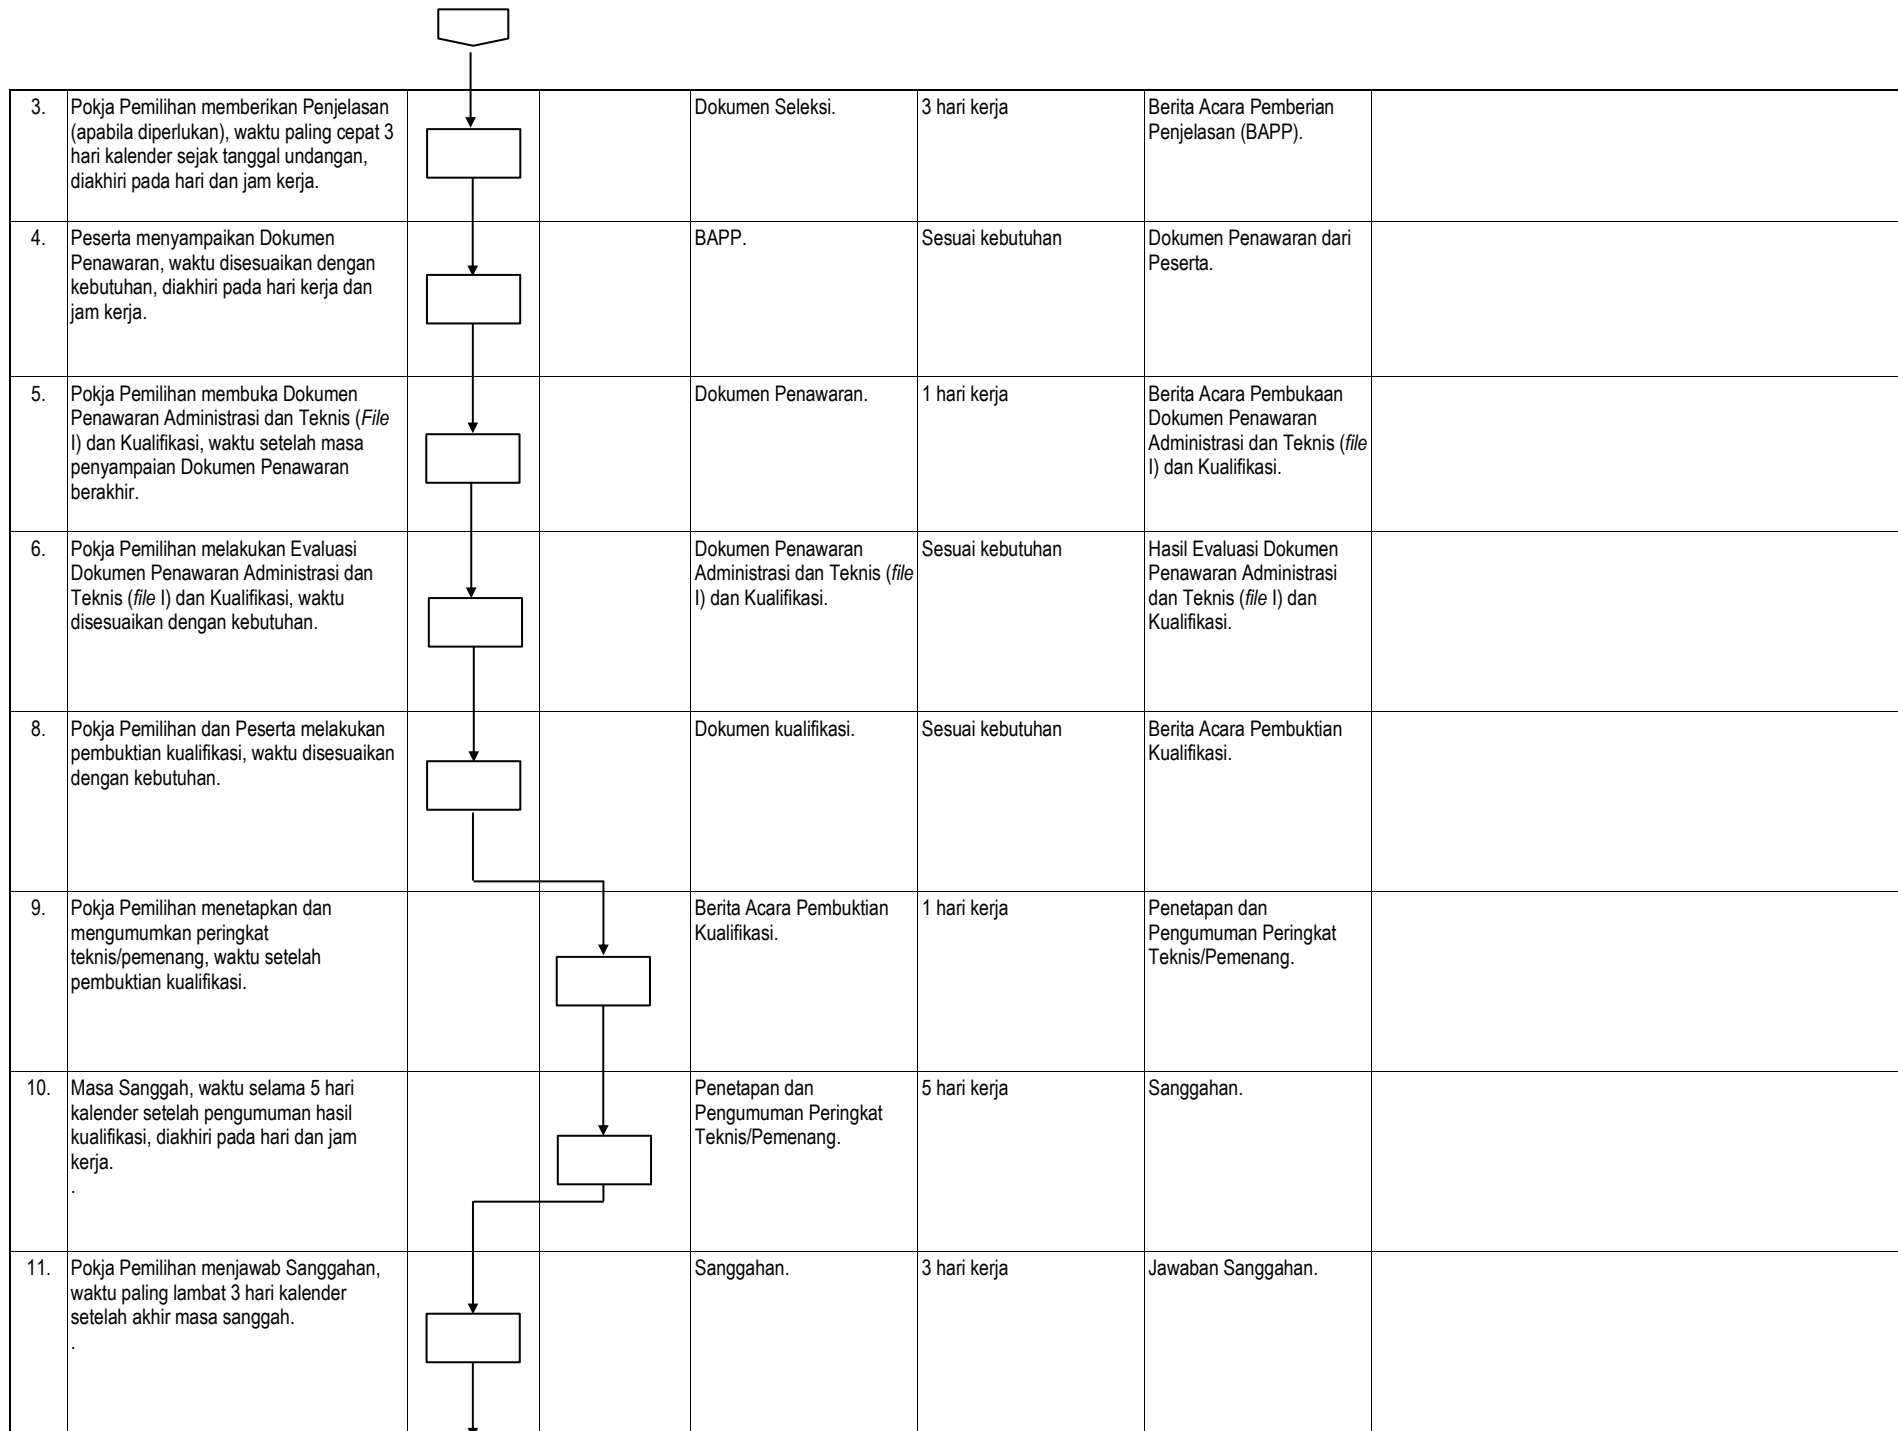 3.
Pokja Pemilihan memberikan Penjelasan
(apabila diperlukan), waktu paling cepat 3
hari kalender sejak tanggal undangan,
diakhiri pada hari dan jam kerja.
Dokumen Seleksi.
3 hari kerja
Berita Acara Pemberian
Penjelasan (BAPP).
4.
Peserta menyampaikan Dokumen
Penawaran, waktu disesuaikan dengan
kebutuhan, diakhiri pada hari kerja dan
jam kerja.
BAPP.
Sesuai kebutuhan
Dokumen Penawaran dari
Peserta.
5.
Pokja Pemilihan membuka Dokumen
Penawaran Administrasi dan Teknis (File
I) dan Kualifikasi, waktu setelah masa
penyampaian Dokumen Penawaran
berakhir.
Dokumen Penawaran.
1 hari kerja
Berita Acara Pembukaan
Dokumen Penawaran
Administrasi dan Teknis (file
I) dan Kualifikasi.
6.
Pokja Pemilihan melakukan Evaluasi
Dokumen Penawaran Administrasi dan
Teknis (file I) dan Kualifikasi, waktu
disesuaikan dengan kebutuhan.
Dokumen Penawaran
Administrasi dan Teknis (file
I) dan Kualifikasi.
Sesuai kebutuhan
Hasil Evaluasi Dokumen
Penawaran Administrasi
dan Teknis (file I) dan
Kualifikasi.
8.
Pokja Pemilihan dan Peserta melakukan
pembuktian kualifikasi, waktu disesuaikan
dengan kebutuhan.
Dokumen kualifikasi.
Sesuai kebutuhan
Berita Acara Pembuktian
Kualifikasi.
9.
Pokja Pemilihan menetapkan dan
mengumumkan peringkat
teknis/pemenang, waktu setelah
pembuktian kualifikasi.
Berita Acara Pembuktian
Kualifikasi.
1 hari kerja
Penetapan dan
Pengumuman Peringkat
Teknis/Pemenang.
10.
Masa Sanggah, waktu selama 5 hari
kalender setelah pengumuman hasil
kualifikasi, diakhiri pada hari dan jam
kerja.
.
Penetapan dan
Pengumuman Peringkat
Teknis/Pemenang.
5 hari kerja
Sanggahan.
11.
Pokja Pemilihan menjawab Sanggahan,
waktu paling lambat 3 hari kalender
setelah akhir masa sanggah.
.
Sanggahan.
3 hari kerja
Jawaban Sanggahan.